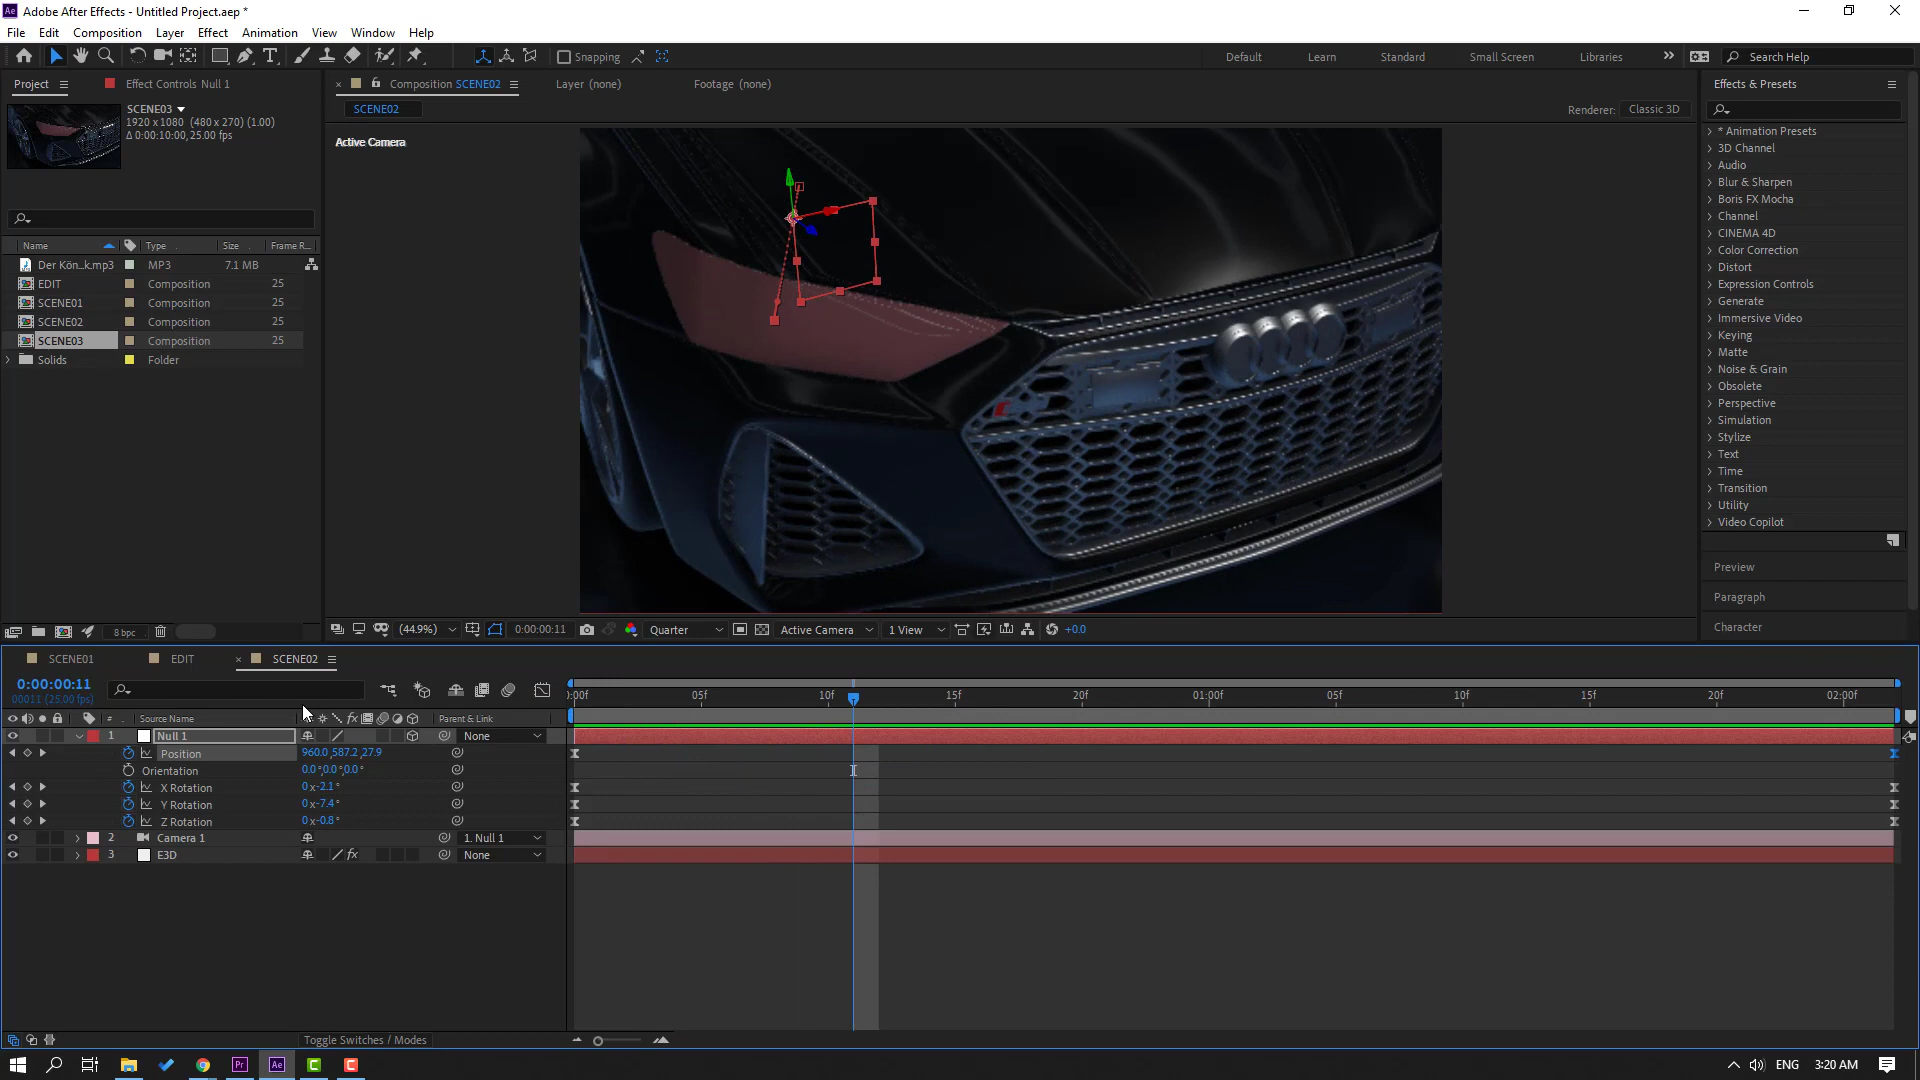 Adobe After Effects - Untitled Project.aep *
File Edit Composition Layer Effect Animation View Window Help
Snapping Default Learn Standard Small Screen Libraries Search Help
Project Effect Controls Null 1 Composition SCENE02 Layer (none) Footage (none) Effects & Presets
SCENE03
1920 x 1080 (480 x 270) (1.00)
Δ 0:00:10:00, 25.00 fps
SCENE02
Renderer: Classic 3D
Active Camera
Name Type Size Frame R...
Der Kön...k.mp3 MP3 7.1 MB
EDIT Composition 25
SCENE01 Composition 25
SCENE02 Composition 25
SCENE03 Composition 25
Solids Folder
* Animation Presets
3D Channel
Audio
Blur & Sharpen
Boris FX Mocha
Channel
CINEMA 4D
Color Correction
Distort
Expression Controls
Generate
Immersive Video
Keying
Matte
Noise & Grain
Obsolete
Perspective
Simulation
Stylize
Text
Time
Transition
Utility
Video Copilot
Preview
Paragraph
Character
8 bpc (44.9%) 0:00:00:11 Quarter Active Camera 1 View +0.0
SCENE01 EDIT SCENE02
0:00:00:11
00011 (25.00 fps)
:00f 05f 10f 15f 20f 01:00f 05f 10f 15f 20f 02:00f
# Source Name Parent & Link
1 Null 1 None
Position 960.0,587.2,27.9
Orientation 0.0°,0.0°,0.0°
X Rotation 0x-2.1°
Y Rotation 0x-7.4°
Z Rotation 0x-0.8°
2 Camera 1 1. Null 1
3 E3D None
Toggle Switches / Modes
Pr Ae C C ENG 3:20 AM